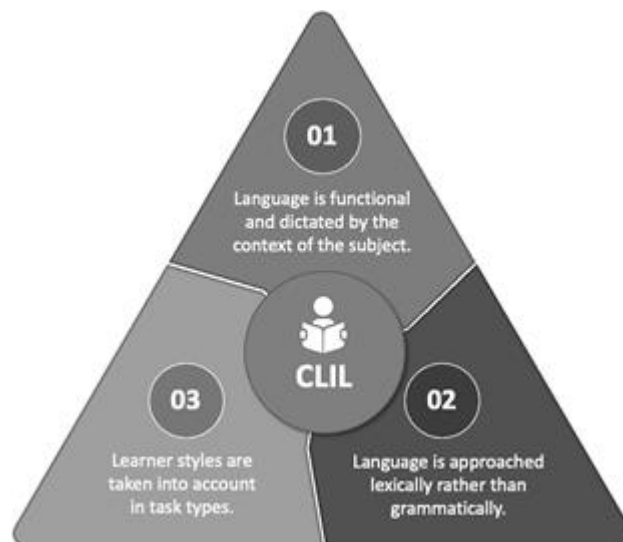 01
Language is functional
and dictated by the
context of the subject.
CLIL
02
Language is approached
lexically rather than
grammatically.
03
Learner styles are
taken into account
in task types.